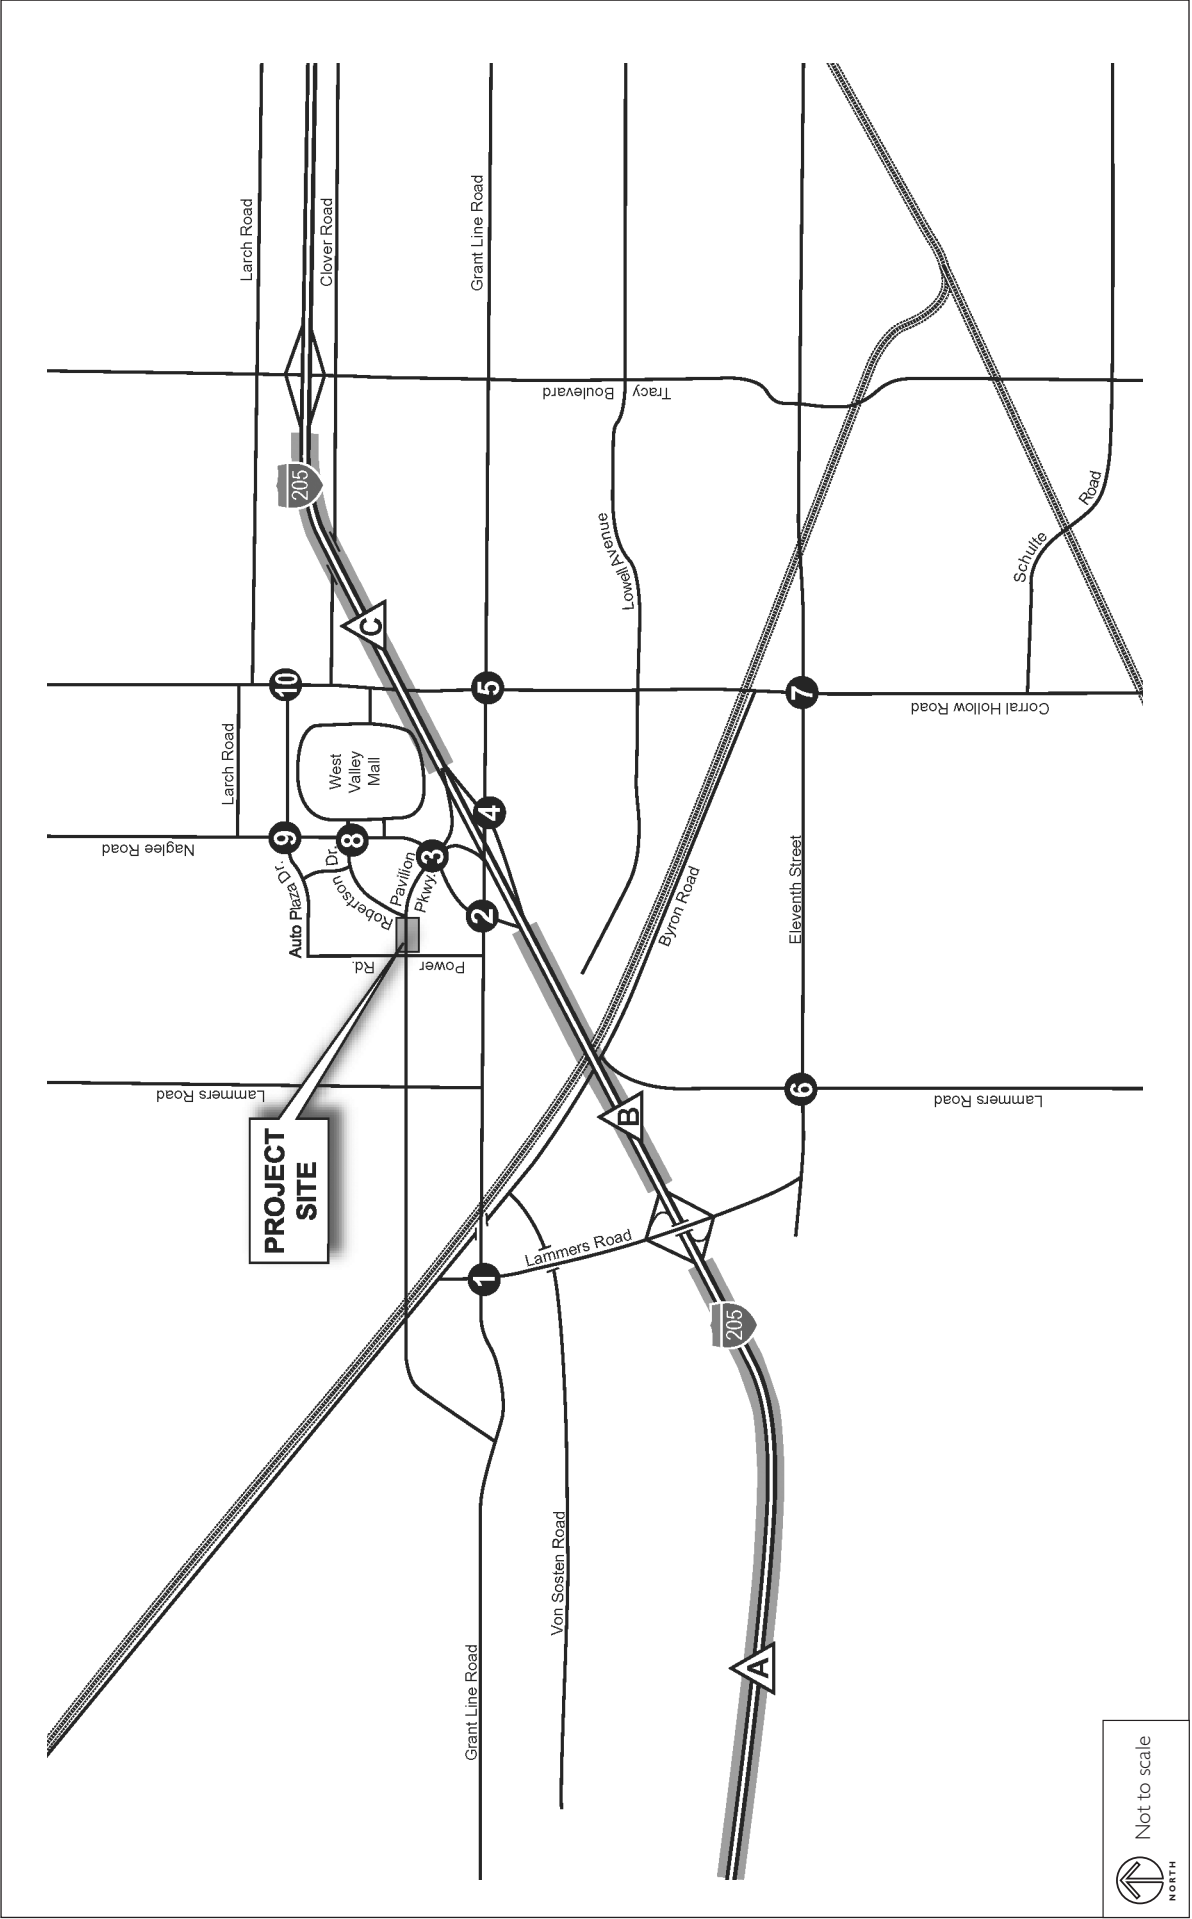 Naglee Road
Lammers Road
Larch Road
Larch Road
PROJECT
SITE
Auto Plaza Dr.
9
10
205
Clover Road
Robertson Dr.
8
West
Valley
Mall
Power Rd.
Pavilion
Pkwy.
3
C
Grant Line Road
Grant Line Road
1
2
4
5
Von Sosten Road
Lammers Road
Tracy
Boulevard
Lowell Avenue
B
Byron Road
205
A
Eleventh Street
6
7
Lammers Road
Corral Hollow Road
Schulte Road
NORTH
Not to scale